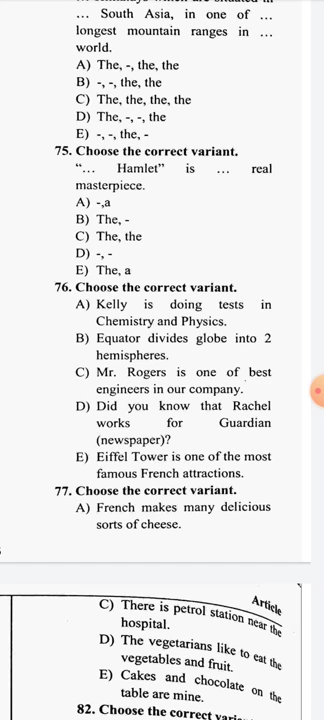 ... South Asia, in one of ...
longest mountain ranges in ...
world.
A) The, -, the, the
B) -, -, the, the
C) The, the, the, the
D) The, -, -, the
E) -, -, the, -
75. Choose the correct variant.
“... Hamlet” is ... real
masterpiece.
A) -,a
B) The, -
C) The, the
D) -, -
E) The, a
76. Choose the correct variant.
A) Kelly is doing tests in
Chemistry and Physics.
B) Equator divides globe into 2
hemispheres.
C) Mr. Rogers is one of best
engineers in our company.
D) Did you know that Rachel
works for Guardian
(newspaper)?
E) Eiffel Tower is one of the most
famous French attractions.
77. Choose the correct variant.
A) French makes many delicious
sorts of cheese.
Article
C) There is petrol station near the
hospital.
D) The vegetarians like to eat the
vegetables and fruit.
E) Cakes and chocolate on the
table are mine.
82. Choose the correct